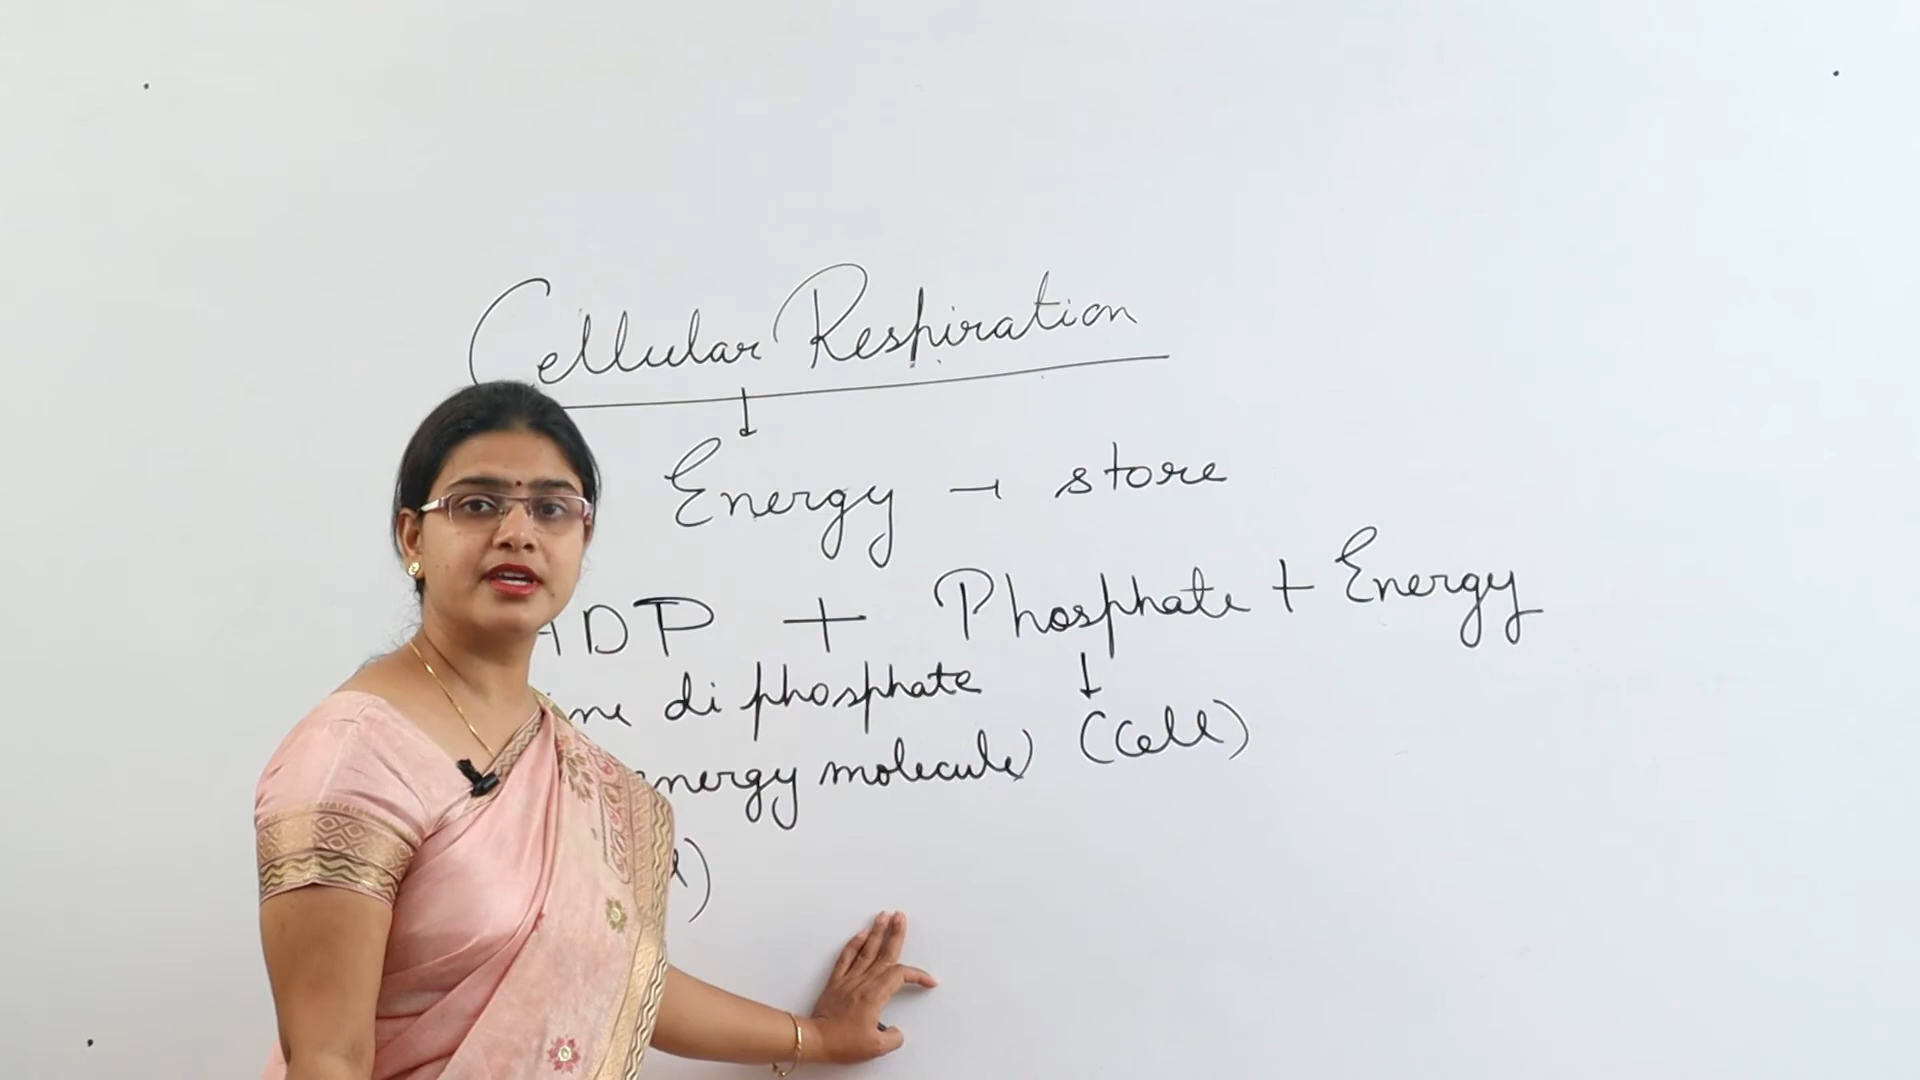 Cellular Respiration
↓
Energy → store
ADP + Phosphate + Energy
di phosphate ↓
molecule) (Cell)